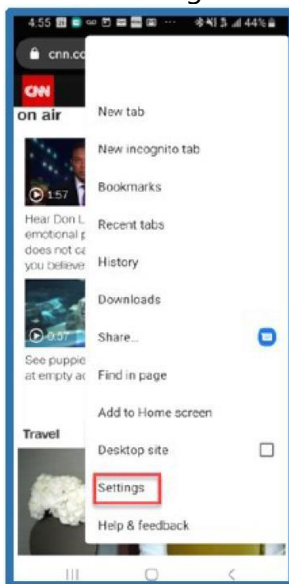 4:55 44%
cnn.co
CNN
on air
New tab
New incognito tab
1:57
Bookmarks
Hear Don L
emotional p
does not ca
you believe
Recent tabs
History
Downloads
0:57
Share...
See puppie
at empty ac
Find in page
Add to Home screen
Travel
Desktop site
Settings
Help & feedback